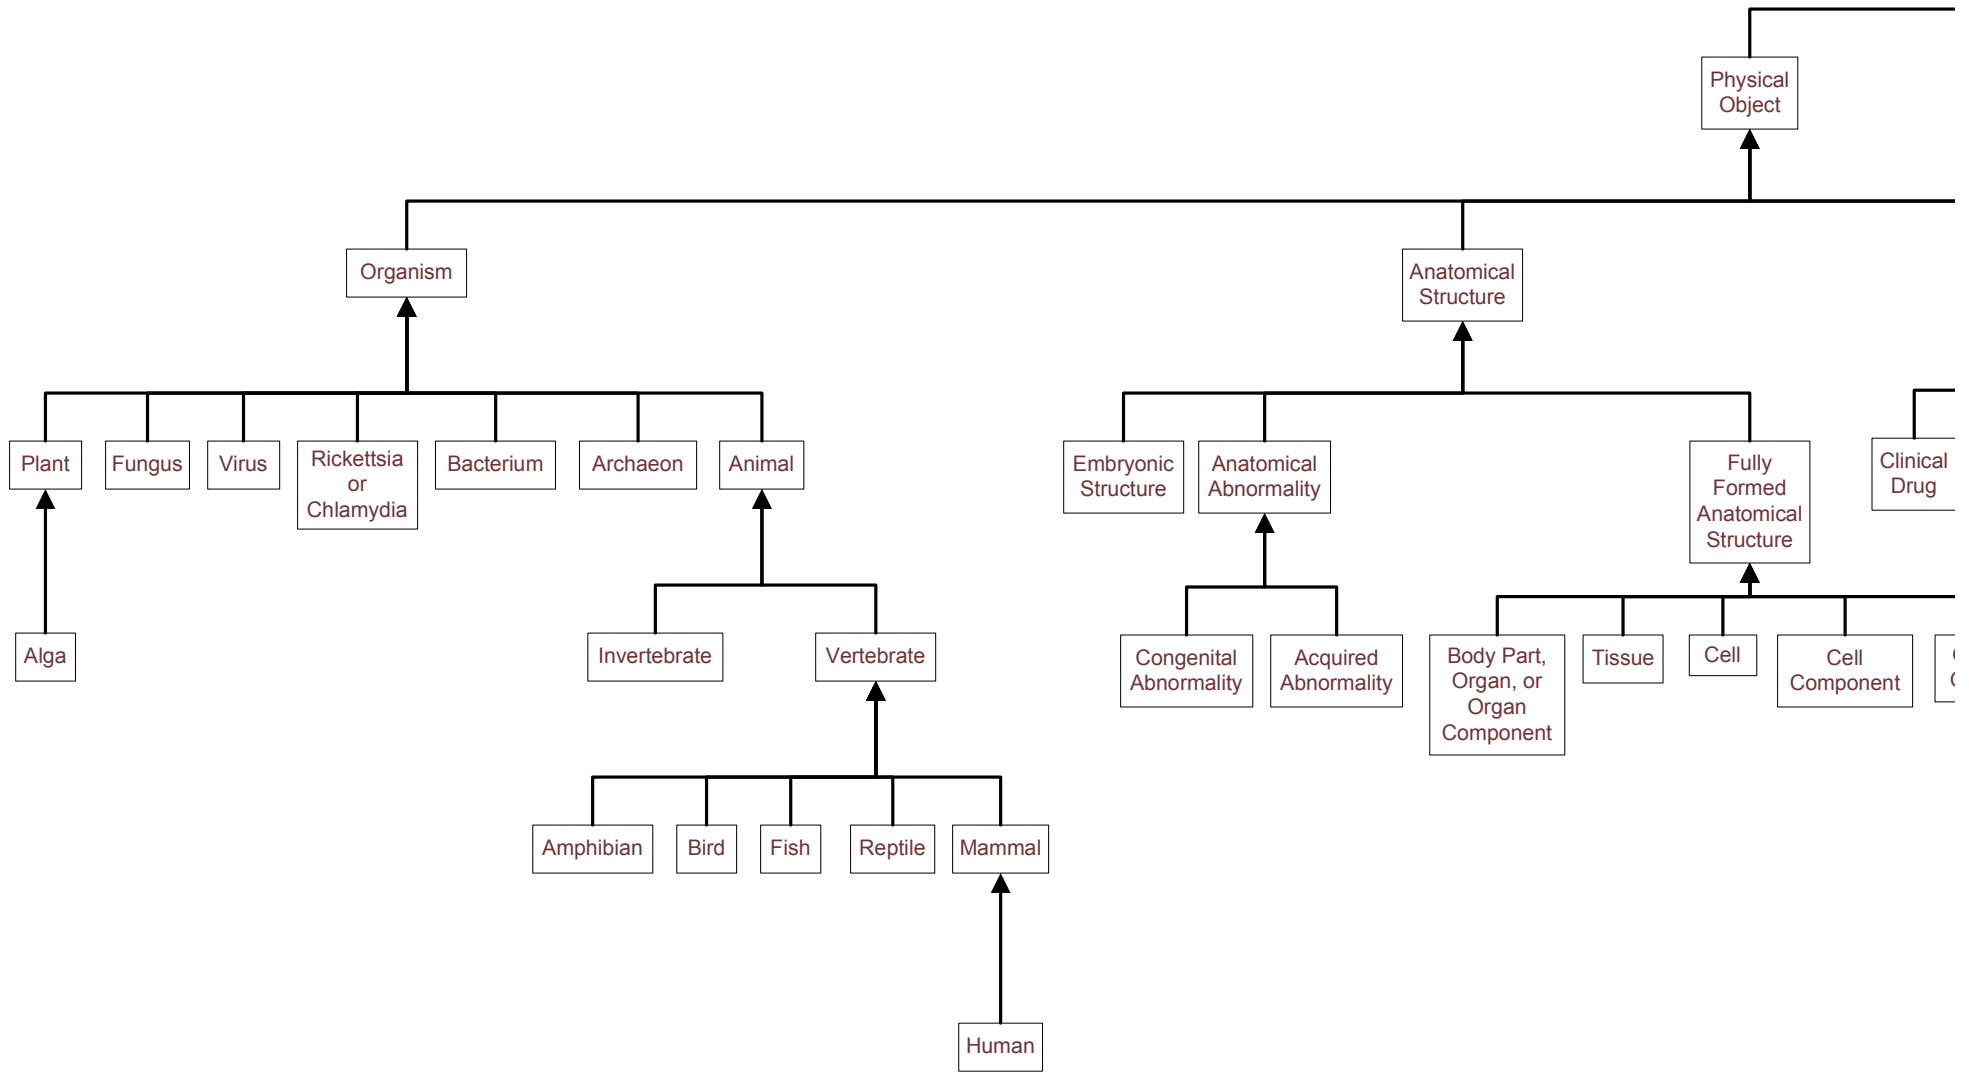 Physical
Object
Organism
Anatomical
Structure
Plant
Fungus
Virus
Rickettsia
or
Chlamydia
Bacterium
Archaeon
Animal
Embryonic
Structure
Anatomical
Abnormality
Fully
Formed
Anatomical
Structure
Clinical
Drug
Alga
Invertebrate
Vertebrate
Congenital
Abnormality
Acquired
Abnormality
Body Part,
Organ, or
Organ
Component
Tissue
Cell
Cell
Component
Amphibian
Bird
Fish
Reptile
Mammal
Human